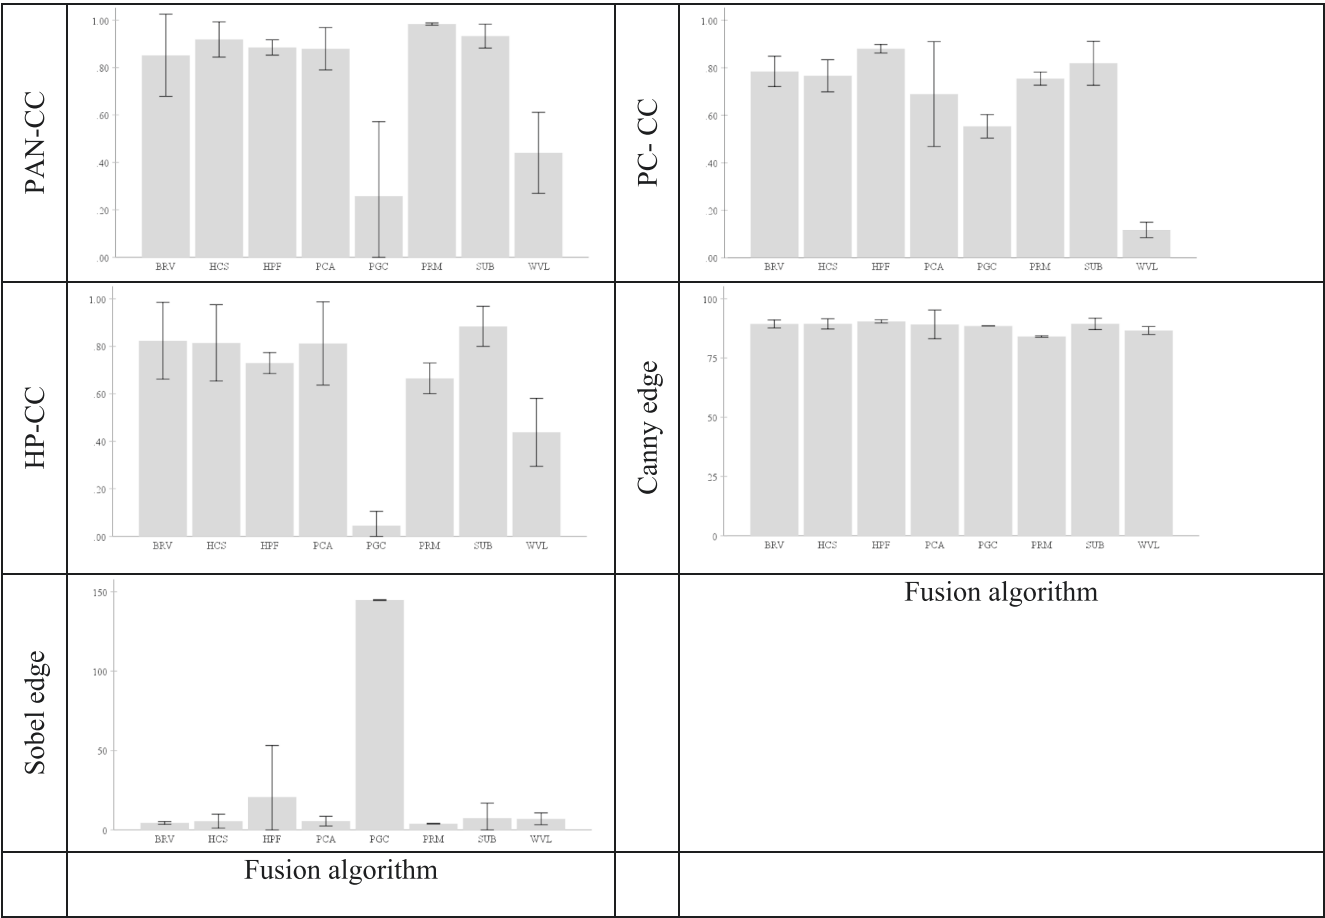 PAN-CC
1.00
.80
.60
.40
.20
.00
BRV HCS HPF PCA PGC PRM SUB WVL
PC- CC
1.00
.80
.60
.40
.20
.00
BRV HCS HPF PCA PGC PRM SUB WVL
HP-CC
1.00
.80
.60
.40
.20
.00
BRV HCS HPF PCA PGC PRM SUB WVL
Canny edge
100
75
50
25
0
BRV HCS HPF PCA PGC PRM SUB WVL
Sobel edge
150
100
50
0
BRV HCS HPF PCA PGC PRM SUB WVL
Fusion algorithm
Fusion algorithm